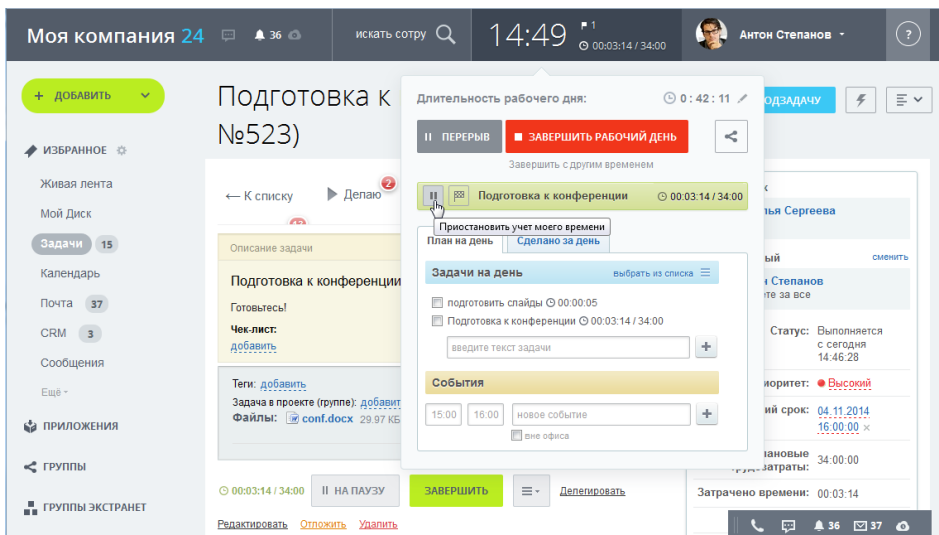 Моя компания 24
36
искать сотру
14:49
1
00:03:14 / 34:00
Антон Степанов
?
+ ДОБАВИТЬ
ИЗБРАННОЕ
Живая лента
Мой Диск
Задачи 15
Календарь
Почта 37
CRM 3
Сообщения
Ещё
ПРИЛОЖЕНИЯ
ГРУППЫ
ГРУППЫ ЭКСТРАНЕТ
Подготовка к
№523)
← К списку
Делаю 2
Описание задачи
Подготовка к конференции
Готовьтесь!
Чек-лист:
добавить
Теги: добавить
Задача в проекте (группе): добавит
Файлы: conf.docx 29.97 КБ
00:03:14 / 34:00
НА ПАУЗУ
ЗАВЕРШИТЬ
Делегировать
Редактировать Отложить Удалить
Длительность рабочего дня: 0 : 42 : 11
ПЕРЕРЫВ
ЗАВЕРШИТЬ РАБОЧИЙ ДЕНЬ
Завершить с другим временем
Подготовка к конференции 00:03:14 / 34:00
Приостановить учет моего времени
План на день
Сделано за день
Задачи на день
выбрать из списка
подготовить слайды 00:00:05
Подготовка к конференции 00:03:14 / 34:00
введите текст задачи
+
События
15:00
16:00
новое событие
+
вне офиса
ОДЗАДАЧУ
к
лья Сергеева
ый
сменить
н Степанов
ете за все
Статус: Выполняется
с сегодня
14:46:28
иоритет: Высокий
ий срок: 04.11.2014
16:00:00 ×
лановые
трудозатраты: 34:00:00
Затрачено времени: 00:03:14
36
37